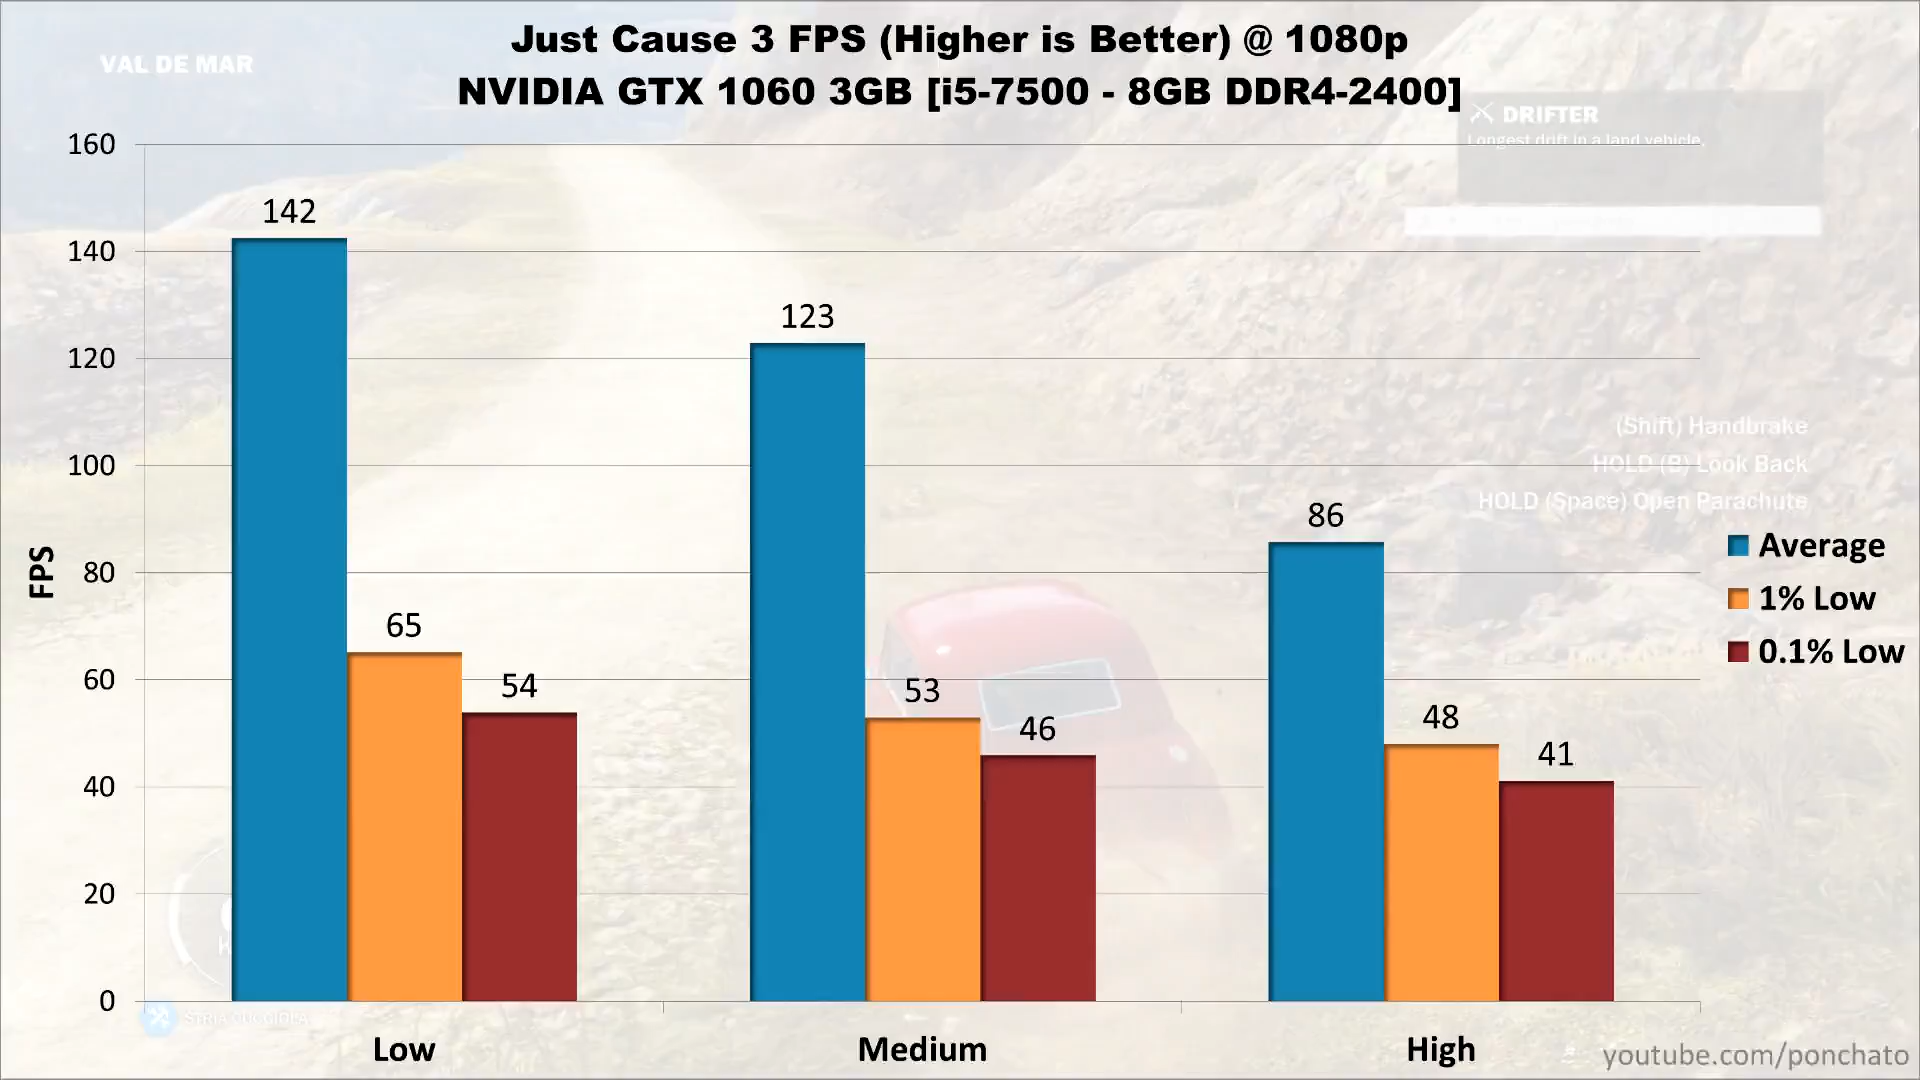 Just Cause 3 FPS (Higher is Better) @ 1080p
NVIDIA GTX 1060 3GB [i5-7500 - 8GB DDR4-2400]
VAL DE MAR
DRIFTER
Longest drift in a land vehicle.
160
140
120
100
80
60
40
20
0
FPS
142
65
54
123
53
46
86
48
41
(Shift) Handbrake
HOLD (B) Look Back
HOLD (Space) Open Parachute
Average
1% Low
0.1% Low
STRIA CUCCIOLA
Low
Medium
High
youtube.com/ponchato